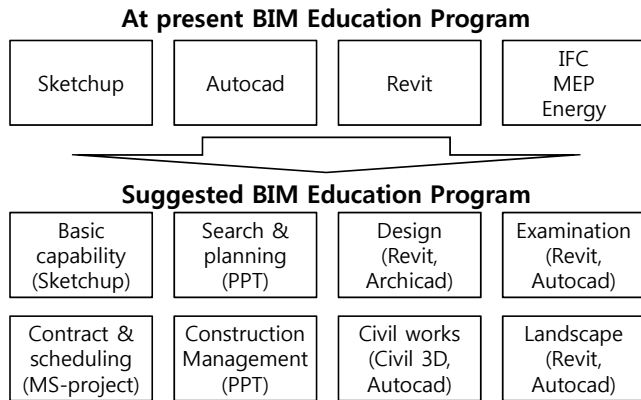 At present BIM Education Program
Sketchup
Autocad
Revit
IFC
MEP
Energy
Suggested BIM Education Program
Basic
capability
(Sketchup)
Search &
planning
(PPT)
Design
(Revit,
Archicad)
Examination
(Revit,
Autocad)
Contract &
scheduling
(MS-project)
Construction
Management
(PPT)
Civil works
(Civil 3D,
Autocad)
Landscape
(Revit,
Autocad)